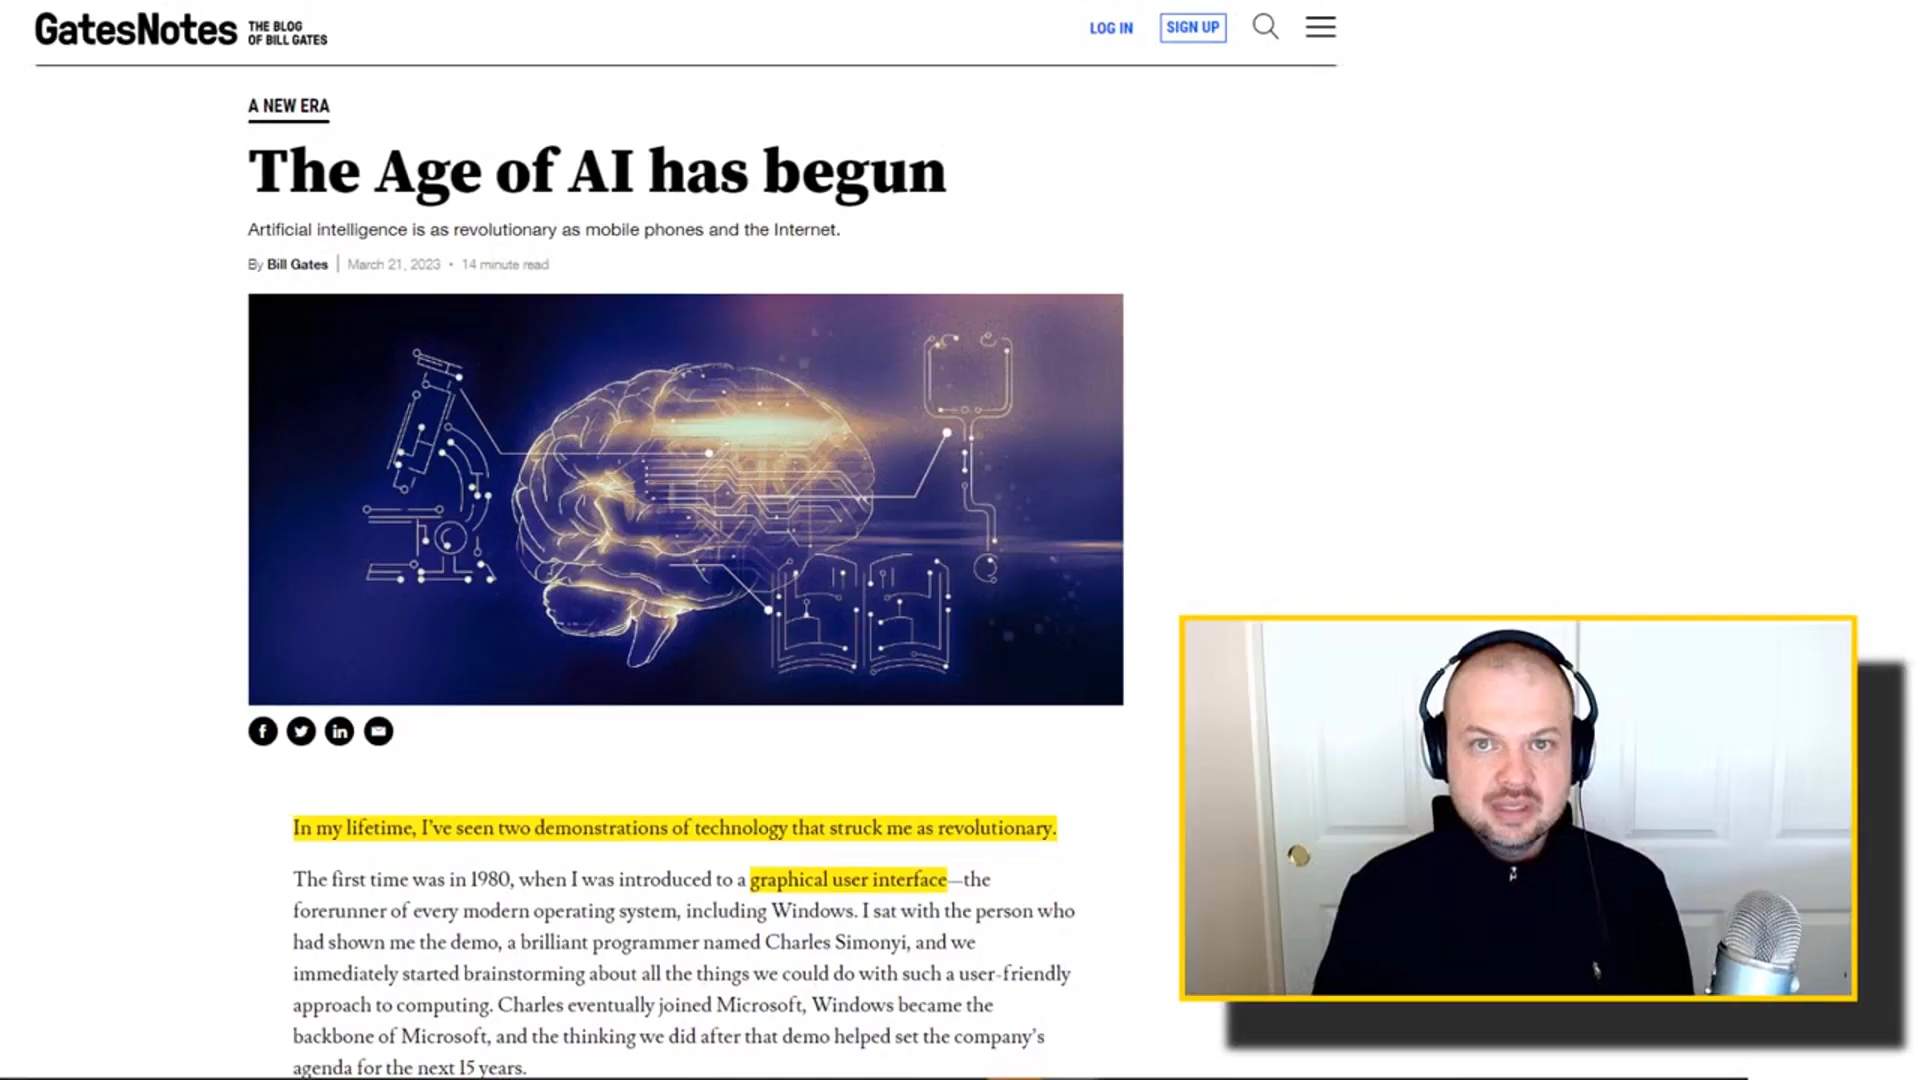 GatesNotes
THE BLOG
OF BILL GATES
LOG IN
SIGN UP
A NEW ERA
The Age of AI has begun
Artificial intelligence is as revolutionary as mobile phones and the Internet.
By Bill Gates | March 21, 2023 • 14 minute read
In my lifetime, I’ve seen two demonstrations of technology that struck me as revolutionary.
The first time was in 1980, when I was introduced to a graphical user interface—the
forerunner of every modern operating system, including Windows. I sat with the person who
had shown me the demo, a brilliant programmer named Charles Simonyi, and we
immediately started brainstorming about all the things we could do with such a user-friendly
approach to computing. Charles eventually joined Microsoft, Windows became the
backbone of Microsoft, and the thinking we did after that demo helped set the company’s
agenda for the next 15 years.